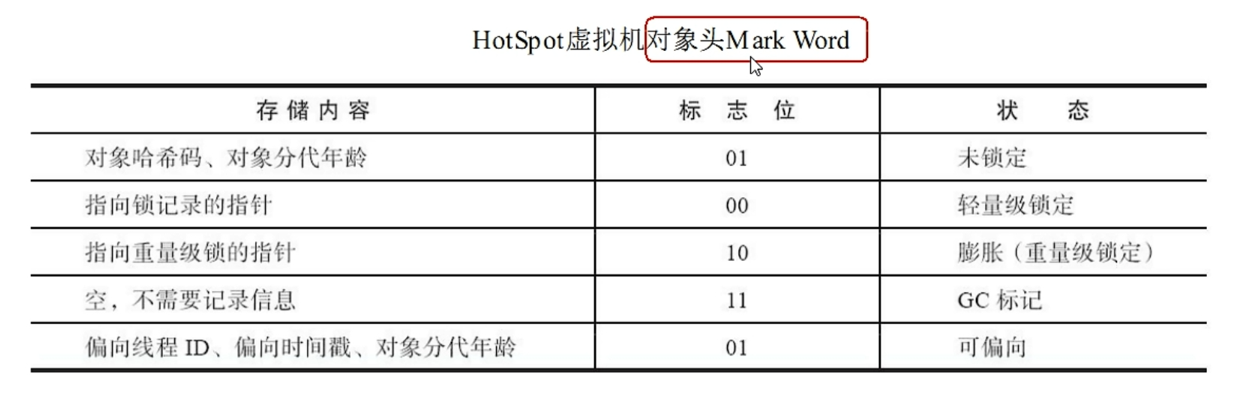 HotSpot虚拟机对象头Mark Word
存储内容 标志位 状态
对象哈希码、对象分代年龄 01 未锁定
指向锁记录的指针 00 轻量级锁定
指向重量级锁的指针 10 膨胀（重量级锁定）
空，不需要记录信息 11 GC 标记
偏向线程 ID、偏向时间戳、对象分代年龄 01 可偏向